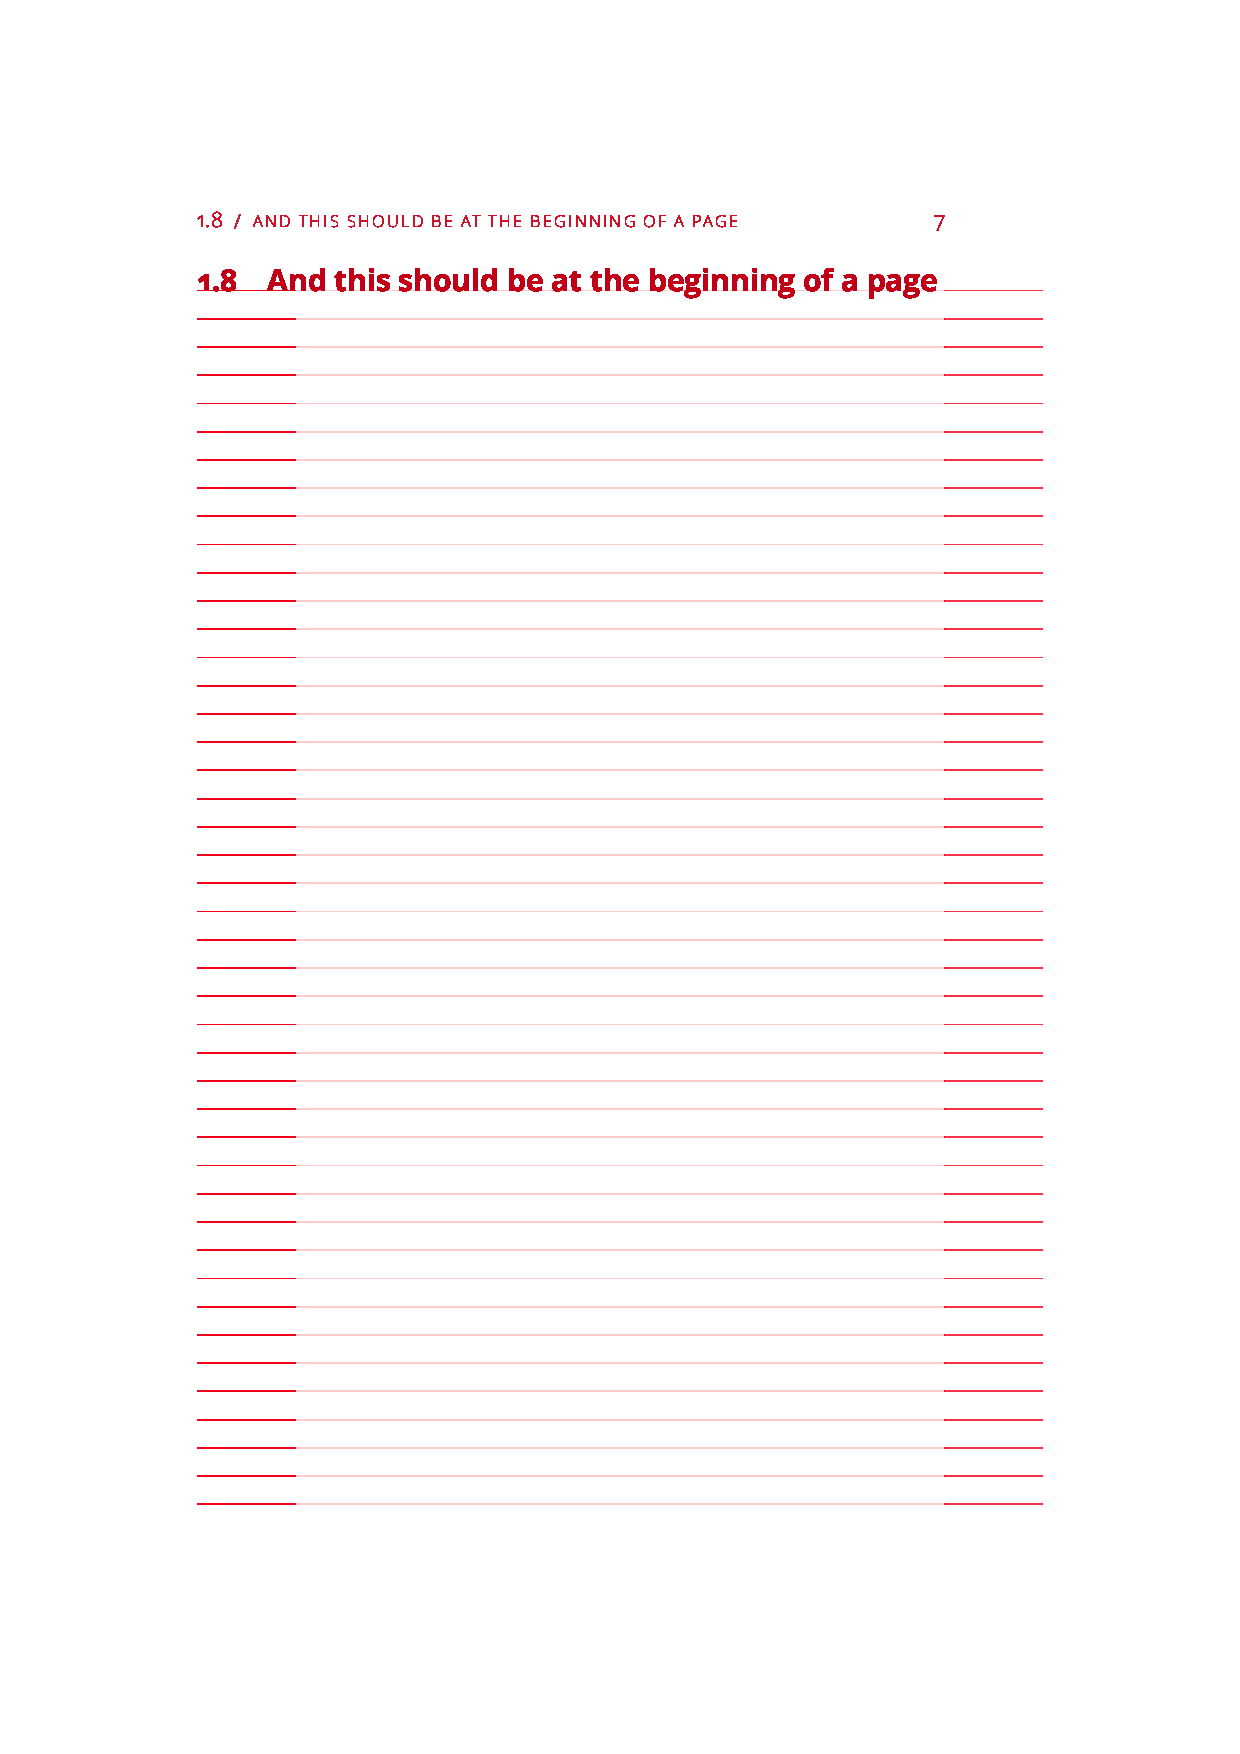 1.8 / AND THIS SHOULD BE AT THE BEGINNING OF A PAGE 7
1.8 And this should be at the beginning of a page